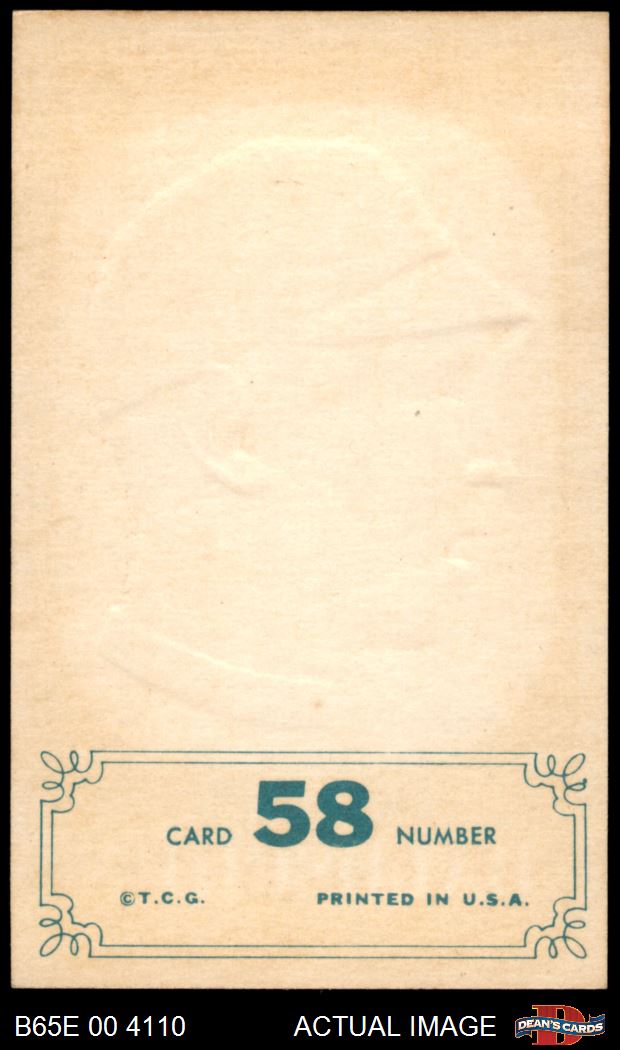 CARD 58 NUMBER
©T.C.G. PRINTED IN U.S.A.
B65E 00 4110 ACTUAL IMAGE DEAN'S CARDS